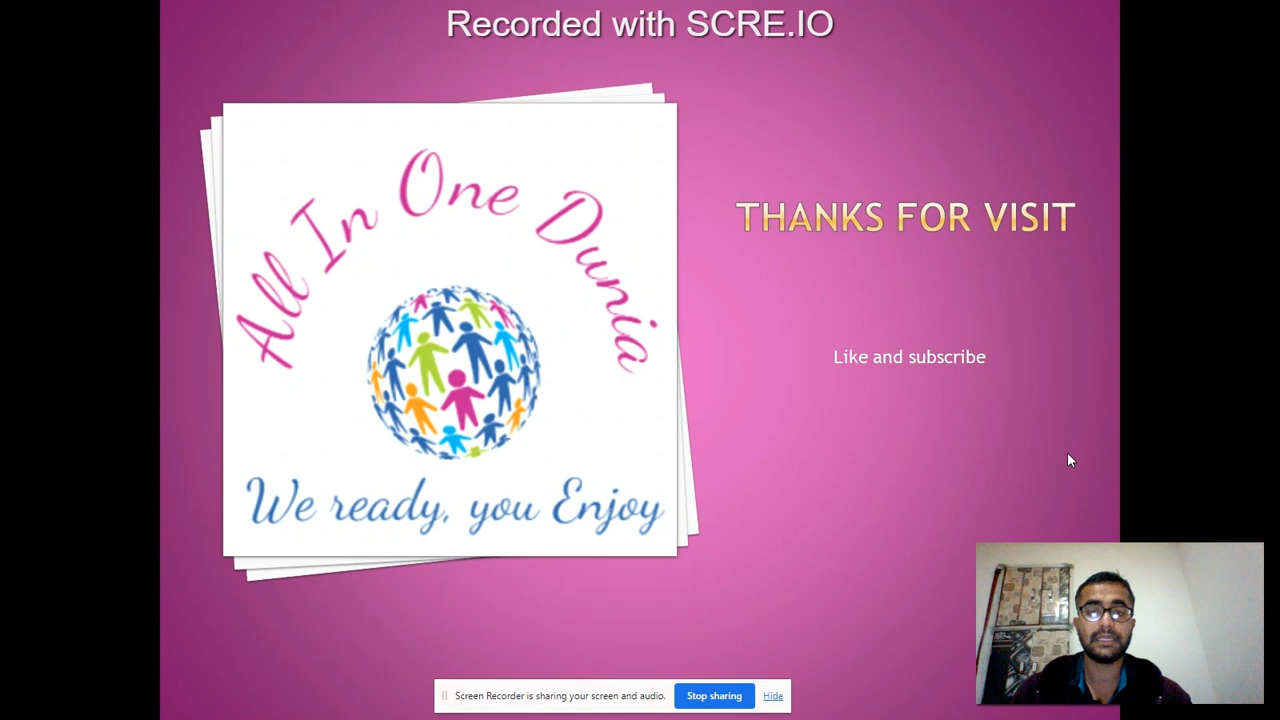 Recorded with SCRE.IO
All In One Dunia
We ready, you Enjoy
THANKS FOR VISIT
Like and subscribe
Screen Recorder is sharing your screen and audio. Stop sharing Hide